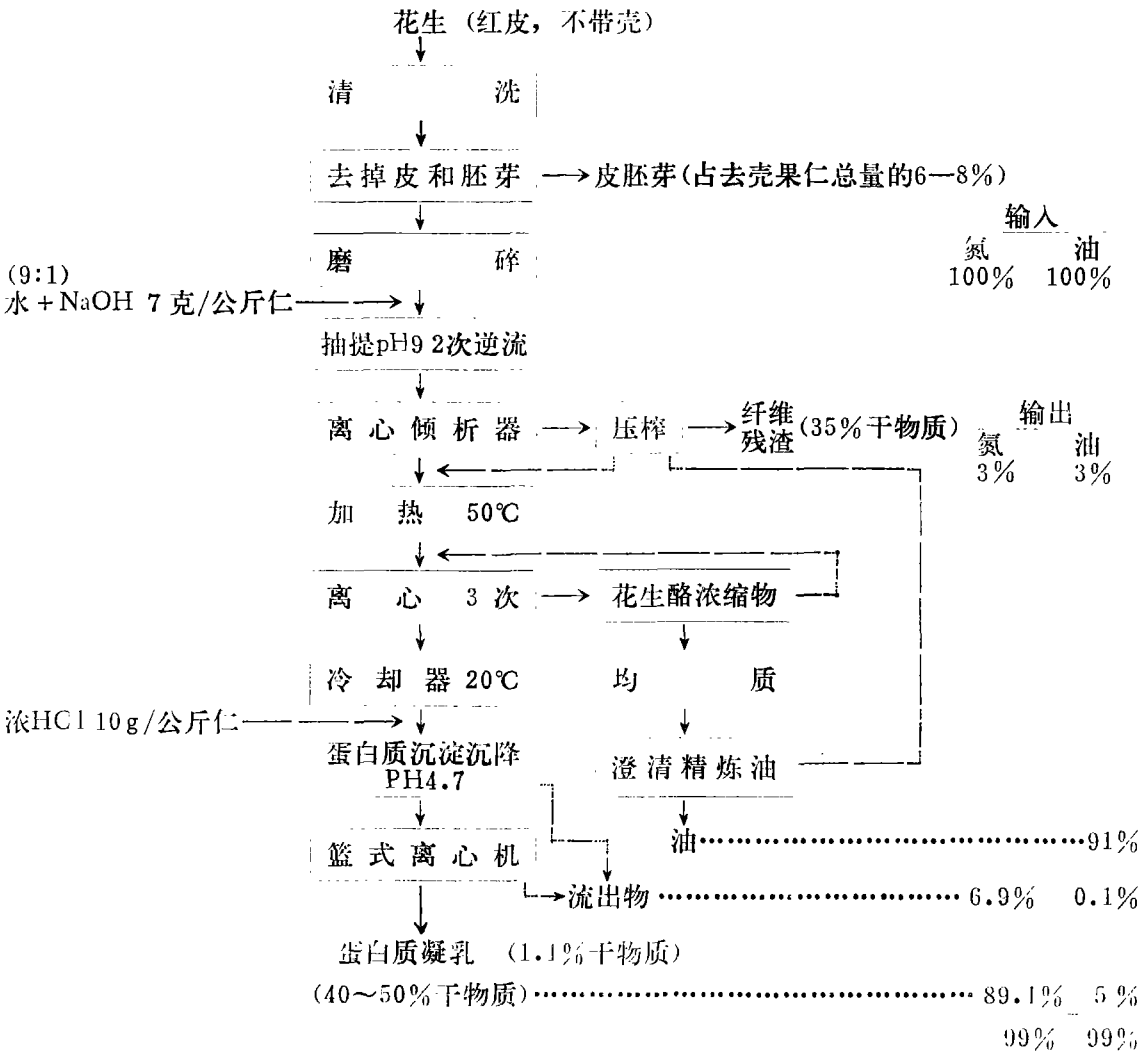 花生（红皮，不带壳）
清洗
去掉皮和胚芽
皮胚芽（占去壳果仁总量的6—8%）
输入
氮 油
100% 100%
磨碎
(9:1)
水＋NaOH 7克/公斤仁
抽提pH9 2次逆流
离心倾析器
压榨
纤维残渣（35%干物质）
输出
氮 油
3% 3%
加热 50℃
离心 3次
花生酪浓缩物
冷却器 20℃
均质
浓HCl 10g/公斤仁
蛋白质沉淀沉降
PH4.7
澄清精炼油
油 91%
篮式离心机
流出物 6.9% 0.1%
蛋白质凝乳 （1.1%干物质）
（40～50%干物质） 89.1% 5%
99% 99%